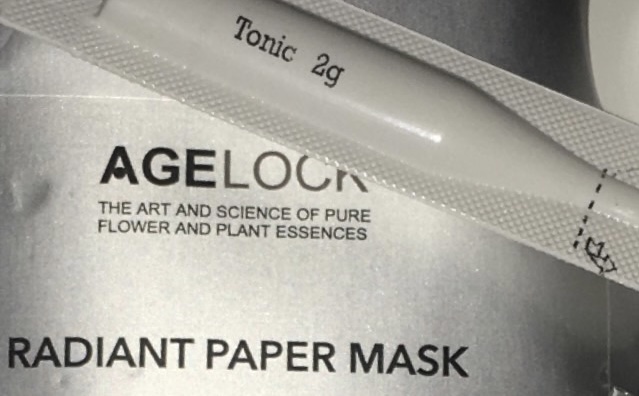 Tonic 2g
AGELOCK
THE ART AND SCIENCE OF PURE
FLOWER AND PLANT ESSENCES
RADIANT PAPER MASK